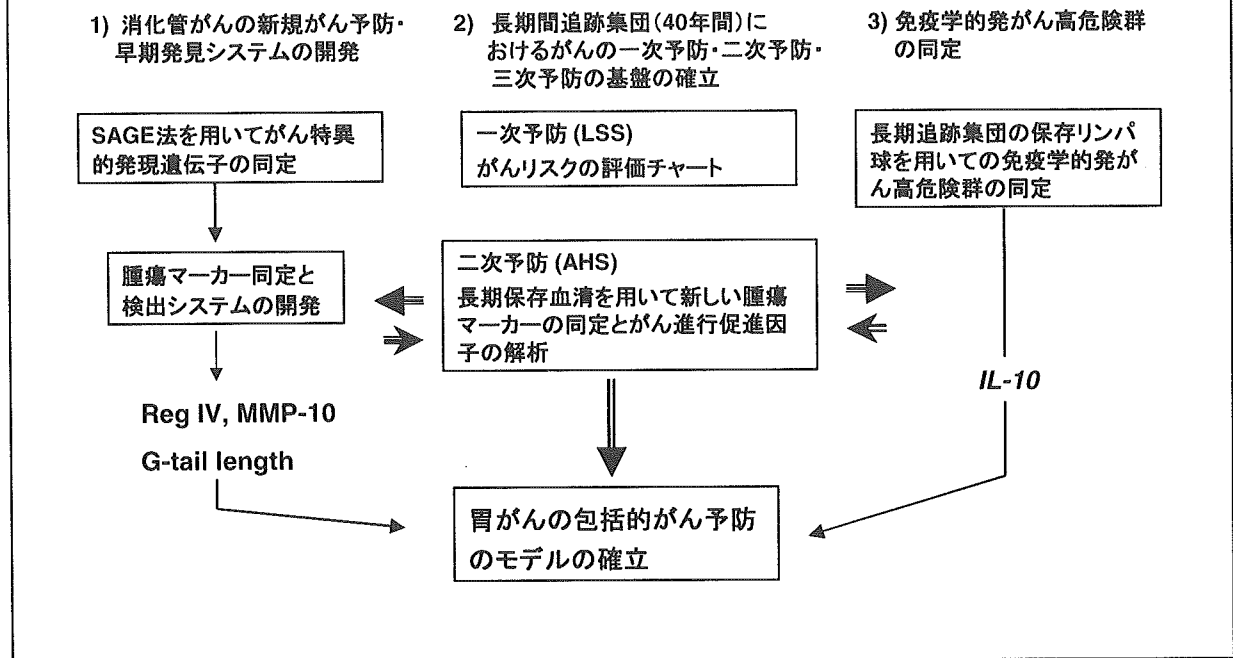 1) 消化管がんの新規がん予防・
早期発見システムの開発
2) 長期間追跡集団(40年間)に
おけるがんの一次予防・二次予防・
三次予防の基盤の確立
3) 免疫学的発がん高危険群
の同定
SAGE法を用いてがん特異
的発現遺伝子の同定
一次予防 (LSS)
がんリスクの評価チャート
長期追跡集団の保存リンパ
球を用いての免疫学的発が
ん高危険群の同定
腫瘍マーカー同定と
検出システムの開発
二次予防 (AHS)
長期保存血清を用いて新しい腫瘍
マーカーの同定とがん進行促進因
子の解析
Reg IV, MMP-10
G-tail length
IL-10
胃がんの包括的がん予防
のモデルの確立